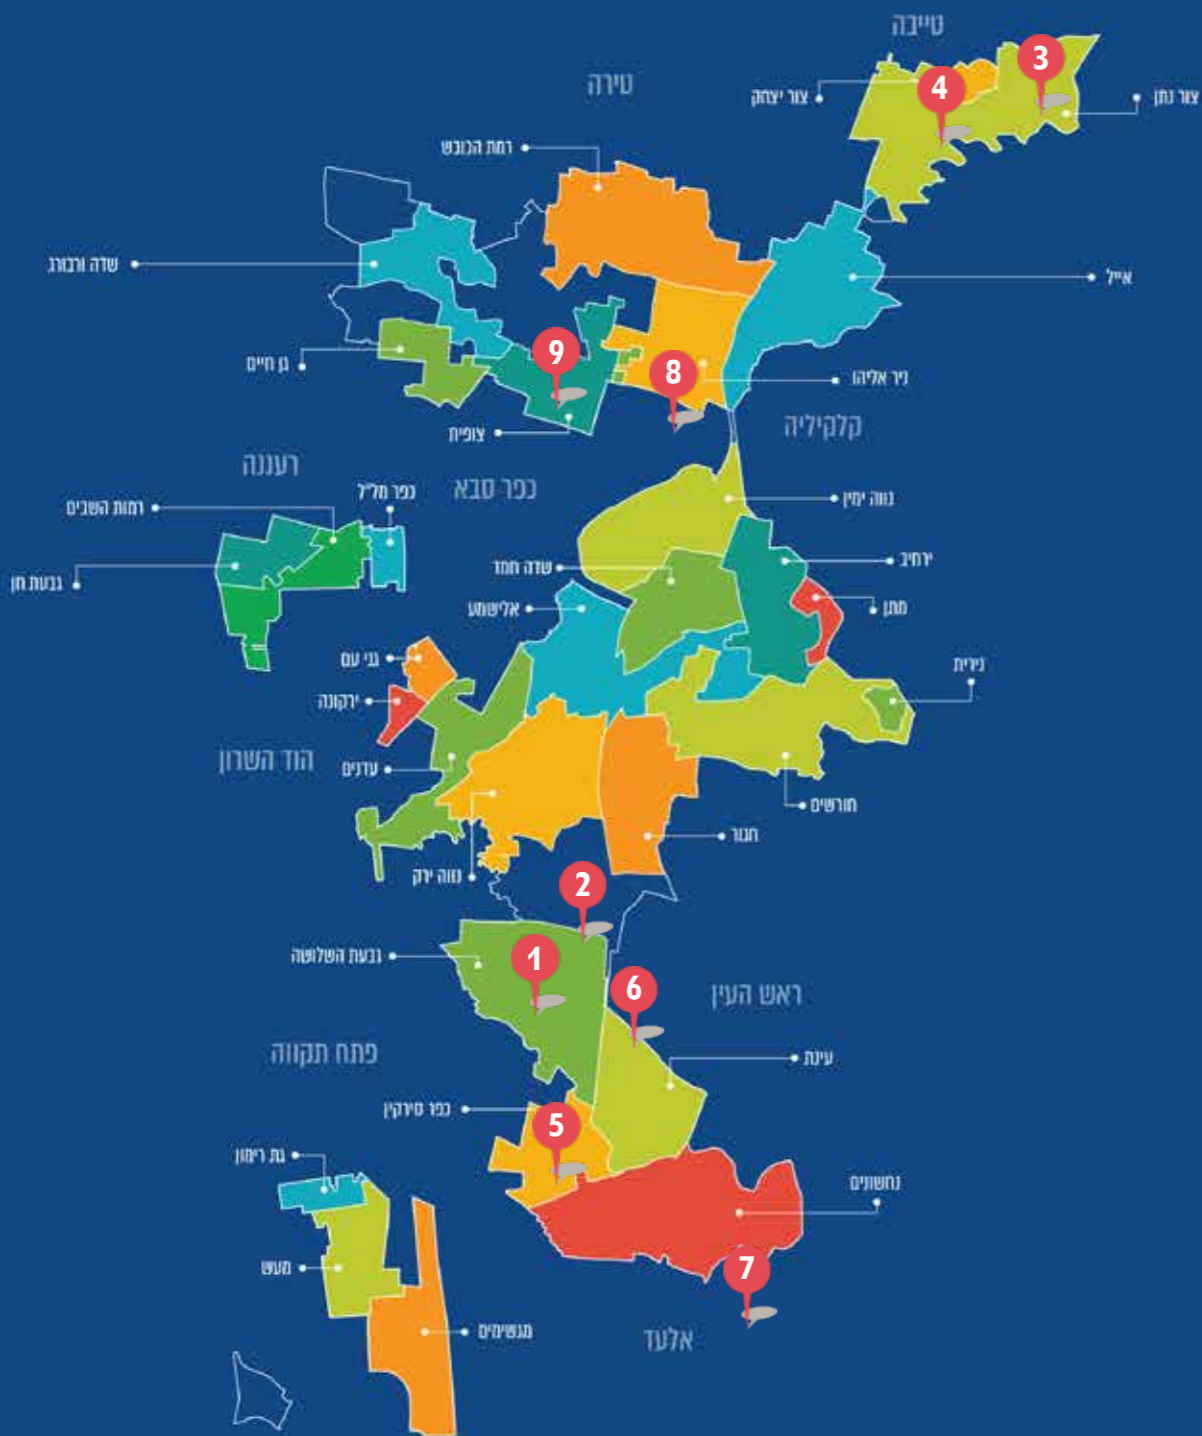 טייבה
3
4
טירה
צור יצחק
צור נתן
רמת הכובש
שדה ורבורג
אייל
9
גן חיים
8
ניר אליהו
צופית
קלקיליה
רעננה
כפר סבא
כפר מל״ל
נווה ימין
רמות השבים
ירחיב
שדה חמד
גבעת חן
אלישמע
מתן
גני עם
נירית
ירקונה
הוד השרון
עדנים
חורשים
חגור
נווה ירק
2
גבעת השלושה
1
6
ראש העין
פתח תקווה
עינת
כפר סירקין
5
גת רימון
נחשונים
מעש
7
מגשימים
אלעד